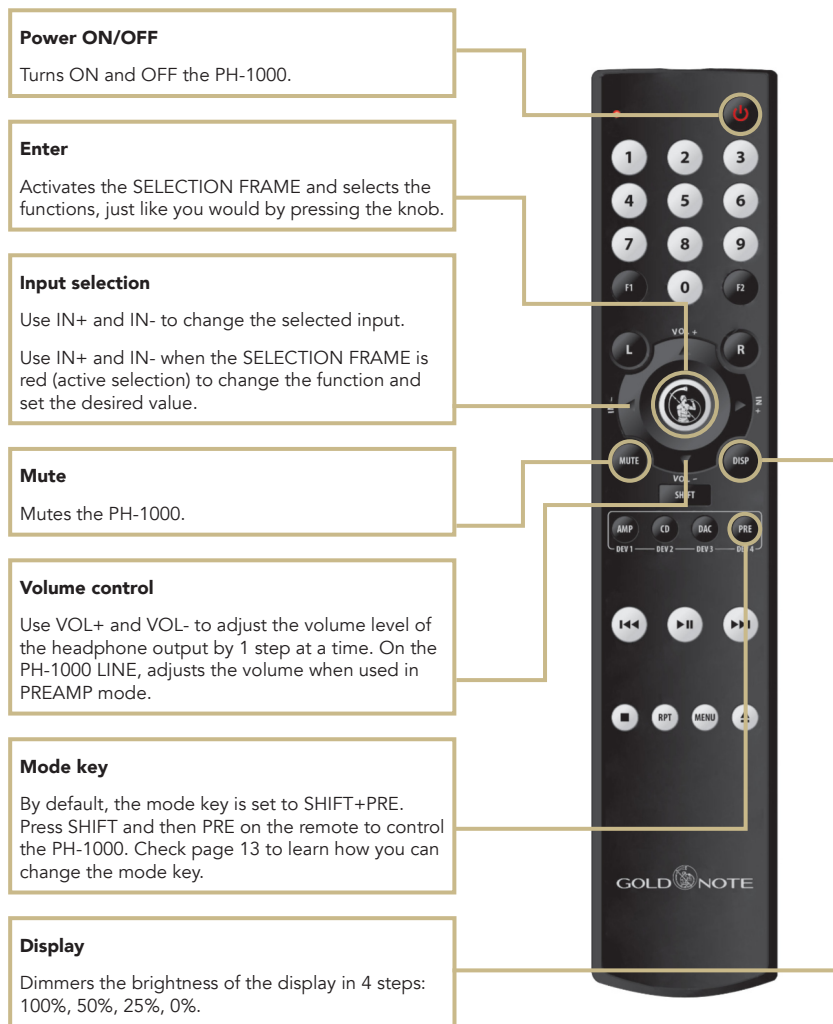 Power ON/OFF
Turns ON and OFF the PH-1000.
Enter
Activates the SELECTION FRAME and selects the
functions, just like you would by pressing the knob.
Input selection
Use IN+ and IN- to change the selected input.
Use IN+ and IN- when the SELECTION FRAME is
red (active selection) to change the function and
set the desired value.
Mute
Mutes the PH-1000.
Volume control
Use VOL+ and VOL- to adjust the volume level of
the headphone output by 1 step at a time. On the
PH-1000 LINE, adjusts the volume when used in
PREAMP mode.
Mode key
By default, the mode key is set to SHIFT+PRE.
Press SHIFT and then PRE on the remote to control
the PH-1000. Check page 13 to learn how you can
change the mode key.
Display
Dimmers the brightness of the display in 4 steps:
100%, 50%, 25%, 0%.
1 2 3
4 5 6
7 8 9
F1 0 F2
VOL +
L R
IN - IN +
MUTE DISP
VOL -
SHIFT
AMP CD DAC PRE
DEV 1 DEV 2 DEV 3 DEV 4
RPT MENU
GOLD NOTE